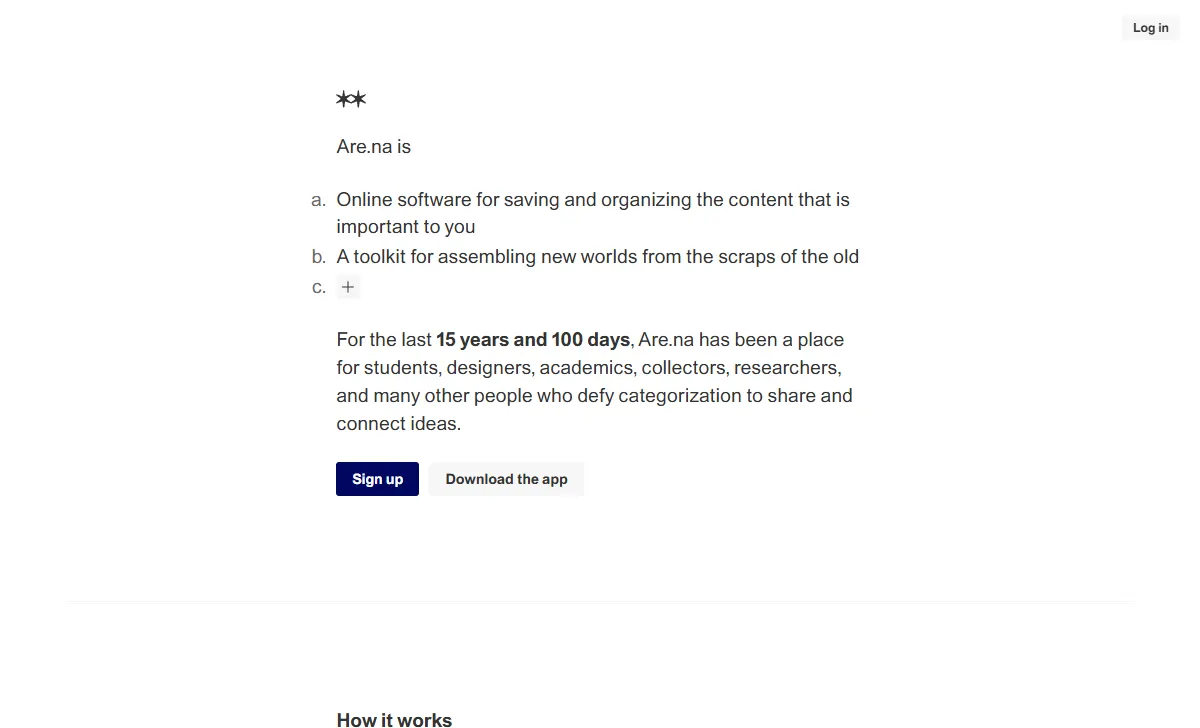 Log in
**
Are.na is
a. Online software for saving and organizing the content that is
important to you
b. A toolkit for assembling new worlds from the scraps of the old
c. +
For the last 15 years and 100 days, Are.na has been a place
for students, designers, academics, collectors, researchers,
and many other people who defy categorization to share and
connect ideas.
Sign up Download the app
How it works